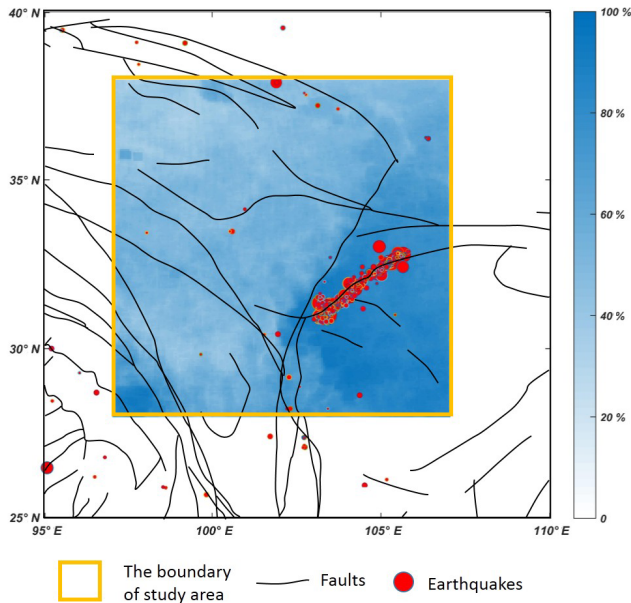 40° N
35° N
30° N
25° N
95° E
100° E
105° E
110° E
100 %
80 %
60 %
40 %
20 %
0
The boundary
of study area
Faults
Earthquakes